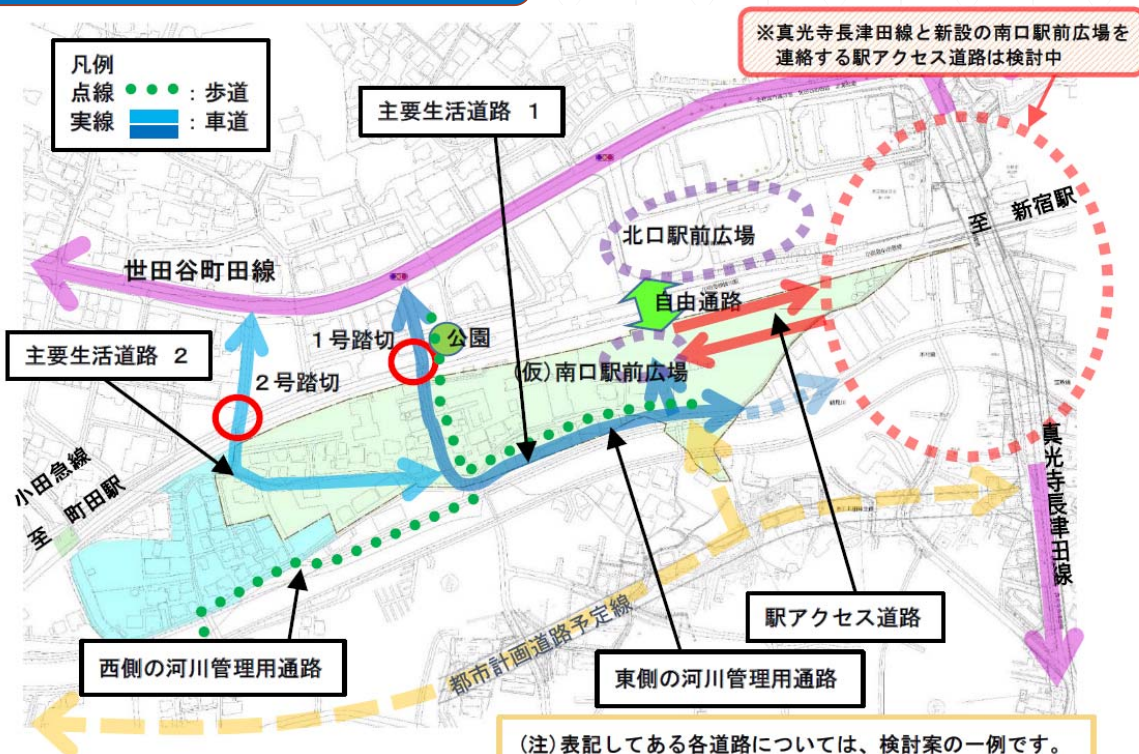 ※真光寺長津田線と新設の南口駅前広場を
連絡する駅アクセス道路は検討中
凡例
点線 : 歩道
実線 : 車道
主要生活道路 1
至 新宿駅
北口駅前広場
世田谷町田線
自由通路
1号踏切
公園
主要生活道路 2
2号踏切
(仮)南口駅前広場
小田急線
至 町田駅
真光寺長津田線
駅アクセス道路
西側の河川管理用通路
都市計画道路予定線
東側の河川管理用通路
(注)表記してある各道路については、検討案の一例です。